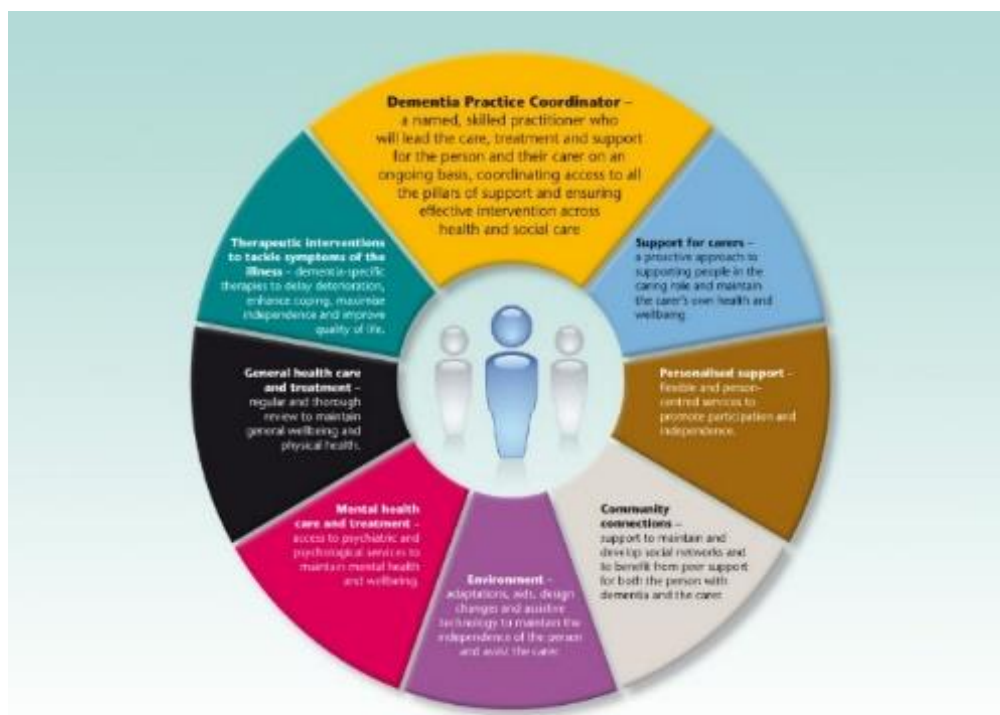 Dementia Practice Coordinator –
a named, skilled practitioner who
will lead the care, treatment and support
for the person and their carer on an
ongoing basis, coordinating access to all
the pillars of support and ensuring
effective intervention across
health and social care
Support for carers –
a proactive approach to
supporting people in the
caring role and maintain
the carer's own health and
wellbeing
Personalised support –
flexible and person-
centred services to
promote participation and
independence.
Community
connections –
support to maintain and
develop social networks and
to benefit from peer support
for both the person with
dementia and the carer
Environment –
adaptations, aids, design
changes and assistive
technology to maintain the
independence of the person
and assist the carer
Mental health
care and treatment –
access to psychiatric and
psychological services to
maintain mental health
and wellbeing
General health care
and treatment –
regular and thorough
review to maintain
general wellbeing and
physical health.
Therapeutic interventions
to tackle symptoms of the
illness – dementia-specific
therapies to delay deterioration,
enhance coping, maximise
independence and improve
quality of life.